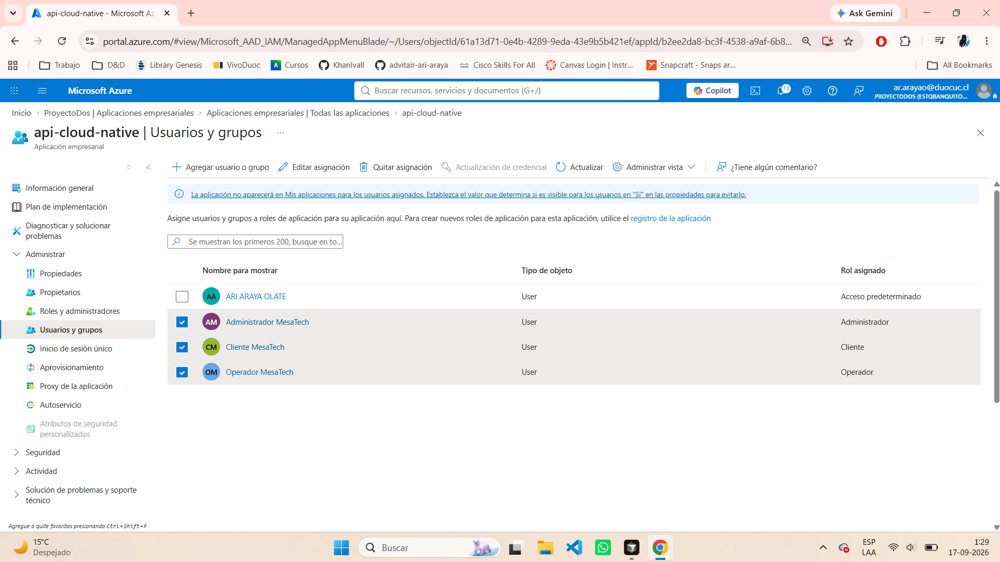 api-cloud-native - Microsoft Az
Ask Gemini
portal.azure.com/#view/Microsoft_AAD_IAM/ManagedAppMenuBlade/~/Users/objectId/61a13d71-0e4b-4289-9eda-43e9b5b421ef/appId/b2ee2da8-bc3f-4538-a9af-6b8...
Trabajo
D&D
Library Genesis
VivoDuoc
Cursos
Khanlvall
advitair-ari-araya
Cisco Skills For All
Canvas Login | Instr...
Snapcraft - Snaps ar...
All Bookmarks
Microsoft Azure
Buscar recursos, servicios y documentos (G+/)
Copilot
13
ar.arayao@duocuc.cl
PROYECTODOS (ESTQBANQUITO...
Inicio > ProyectoDos | Aplicaciones empresariales > Aplicaciones empresariales | Todas las aplicaciones > api-cloud-native
api-cloud-native | Usuarios y grupos ...
Aplicación empresarial
Agregar usuario o grupo
Editar asignación
Quitar asignación
Actualización de credencial
Actualizar
Administrar vista
¿Tiene algún comentario?
Información general
Plan de implementación
Diagnosticar y solucionar
problemas
Administrar
Propiedades
Propietarios
Roles y administradores
Usuarios y grupos
Inicio de sesión único
Aprovisionamiento
Proxy de la aplicación
Autoservicio
Atributos de seguridad
personalizados
Seguridad
Actividad
Solución de problemas y soporte
técnico
Agregue o quite favoritos presionando Ctrl+Shift+F
La aplicación no aparecerá en Mis aplicaciones para los usuarios asignados. Establezca el valor que determina si es visible para los usuarios en "Sí" en las propiedades para evitarlo.
Asigne usuarios y grupos a roles de aplicación para su aplicación aquí. Para crear nuevos roles de aplicación para esta aplicación, utilice el registro de la aplicación
Se muestran los primeros 200, busque en to...
Nombre para mostrar Tipo de objeto Rol asignado
AA ARI ARAYA OLATE User Acceso predeterminado
AM Administrador MesaTech User Administrador
CM Cliente MesaTech User Cliente
OM Operador MesaTech User Operador
15°C
Despejado
Buscar
ESP
LAA
1:29
17-09-2026